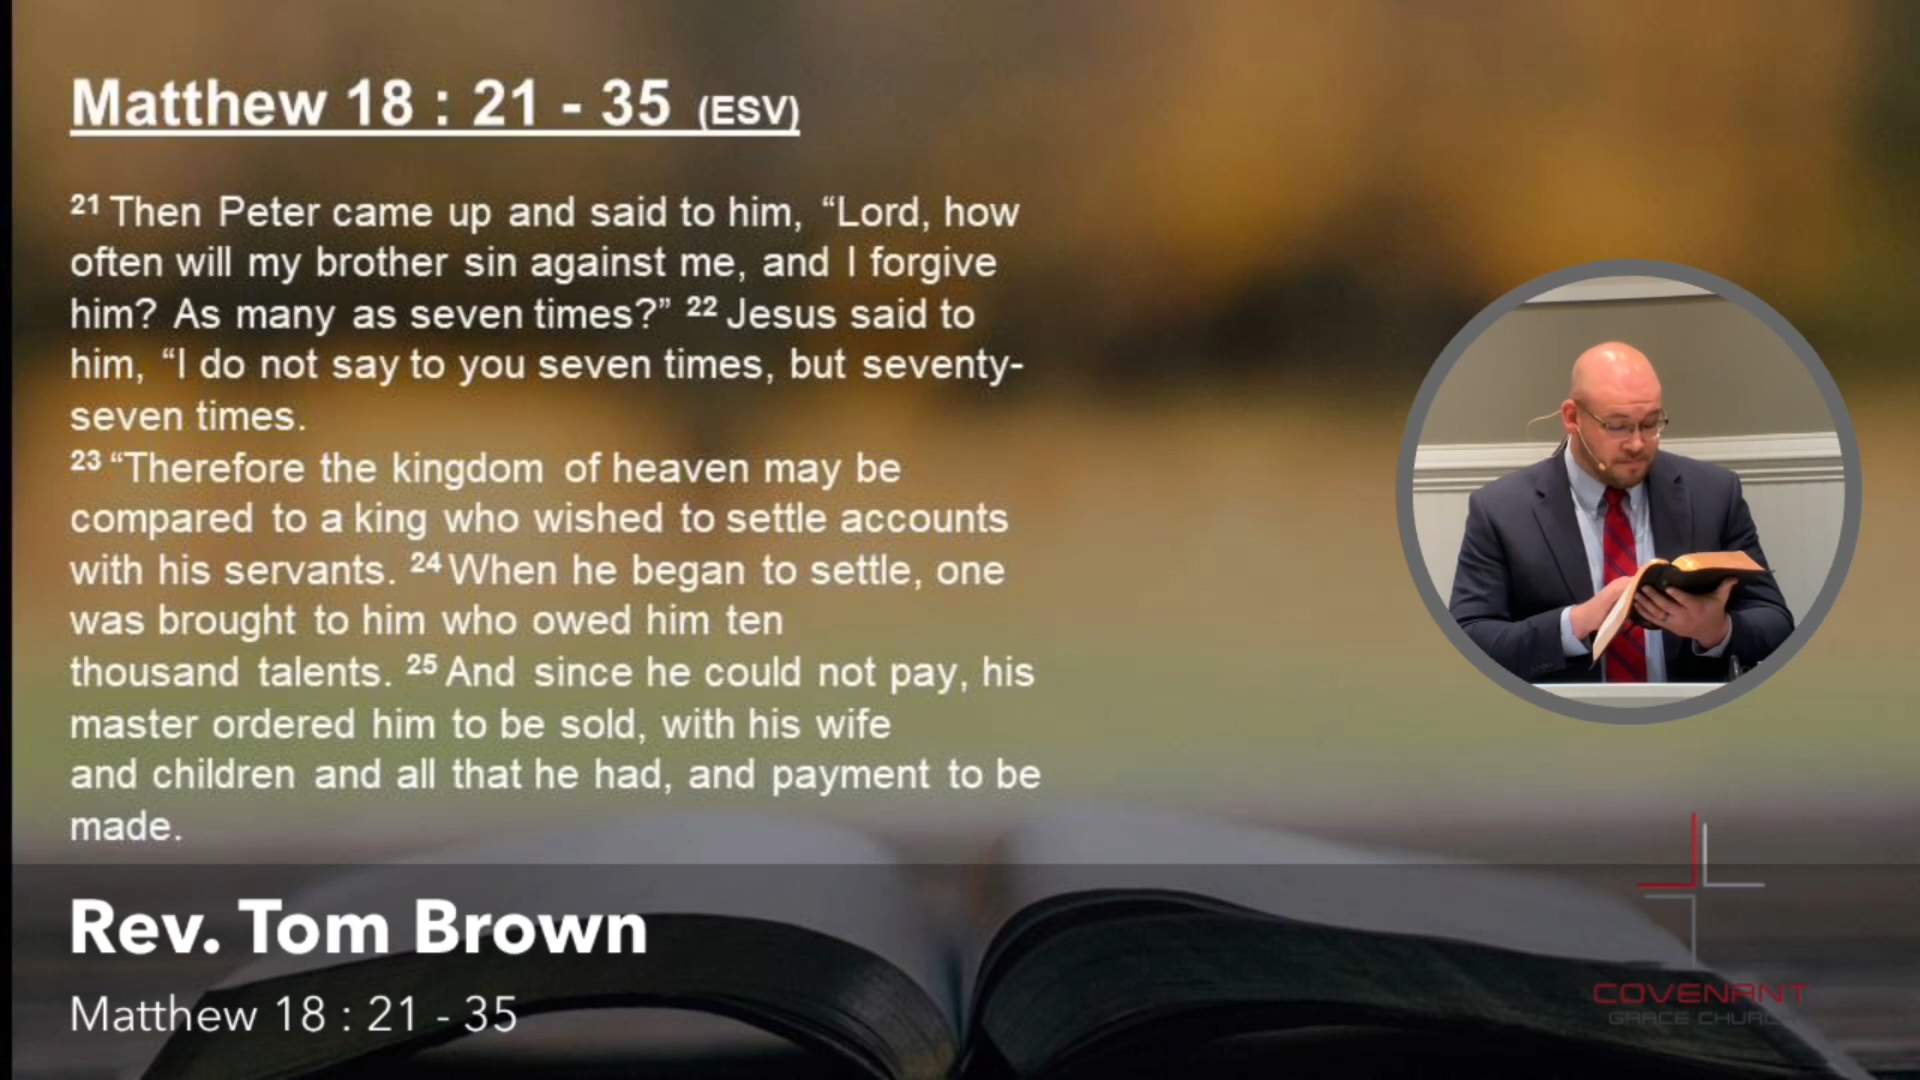 Matthew 18 : 21 - 35 (ESV)
21 Then Peter came up and said to him, “Lord, how
often will my brother sin against me, and I forgive
him? As many as seven times?” 22 Jesus said to
him, “I do not say to you seven times, but seventy-
seven times.
23 “Therefore the kingdom of heaven may be
compared to a king who wished to settle accounts
with his servants. 24 When he began to settle, one
was brought to him who owed him ten
thousand talents. 25 And since he could not pay, his
master ordered him to be sold, with his wife
and children and all that he had, and payment to be
made.
Rev. Tom Brown
Matthew 18 : 21 - 35
COVENANT
GRACE CHURCH